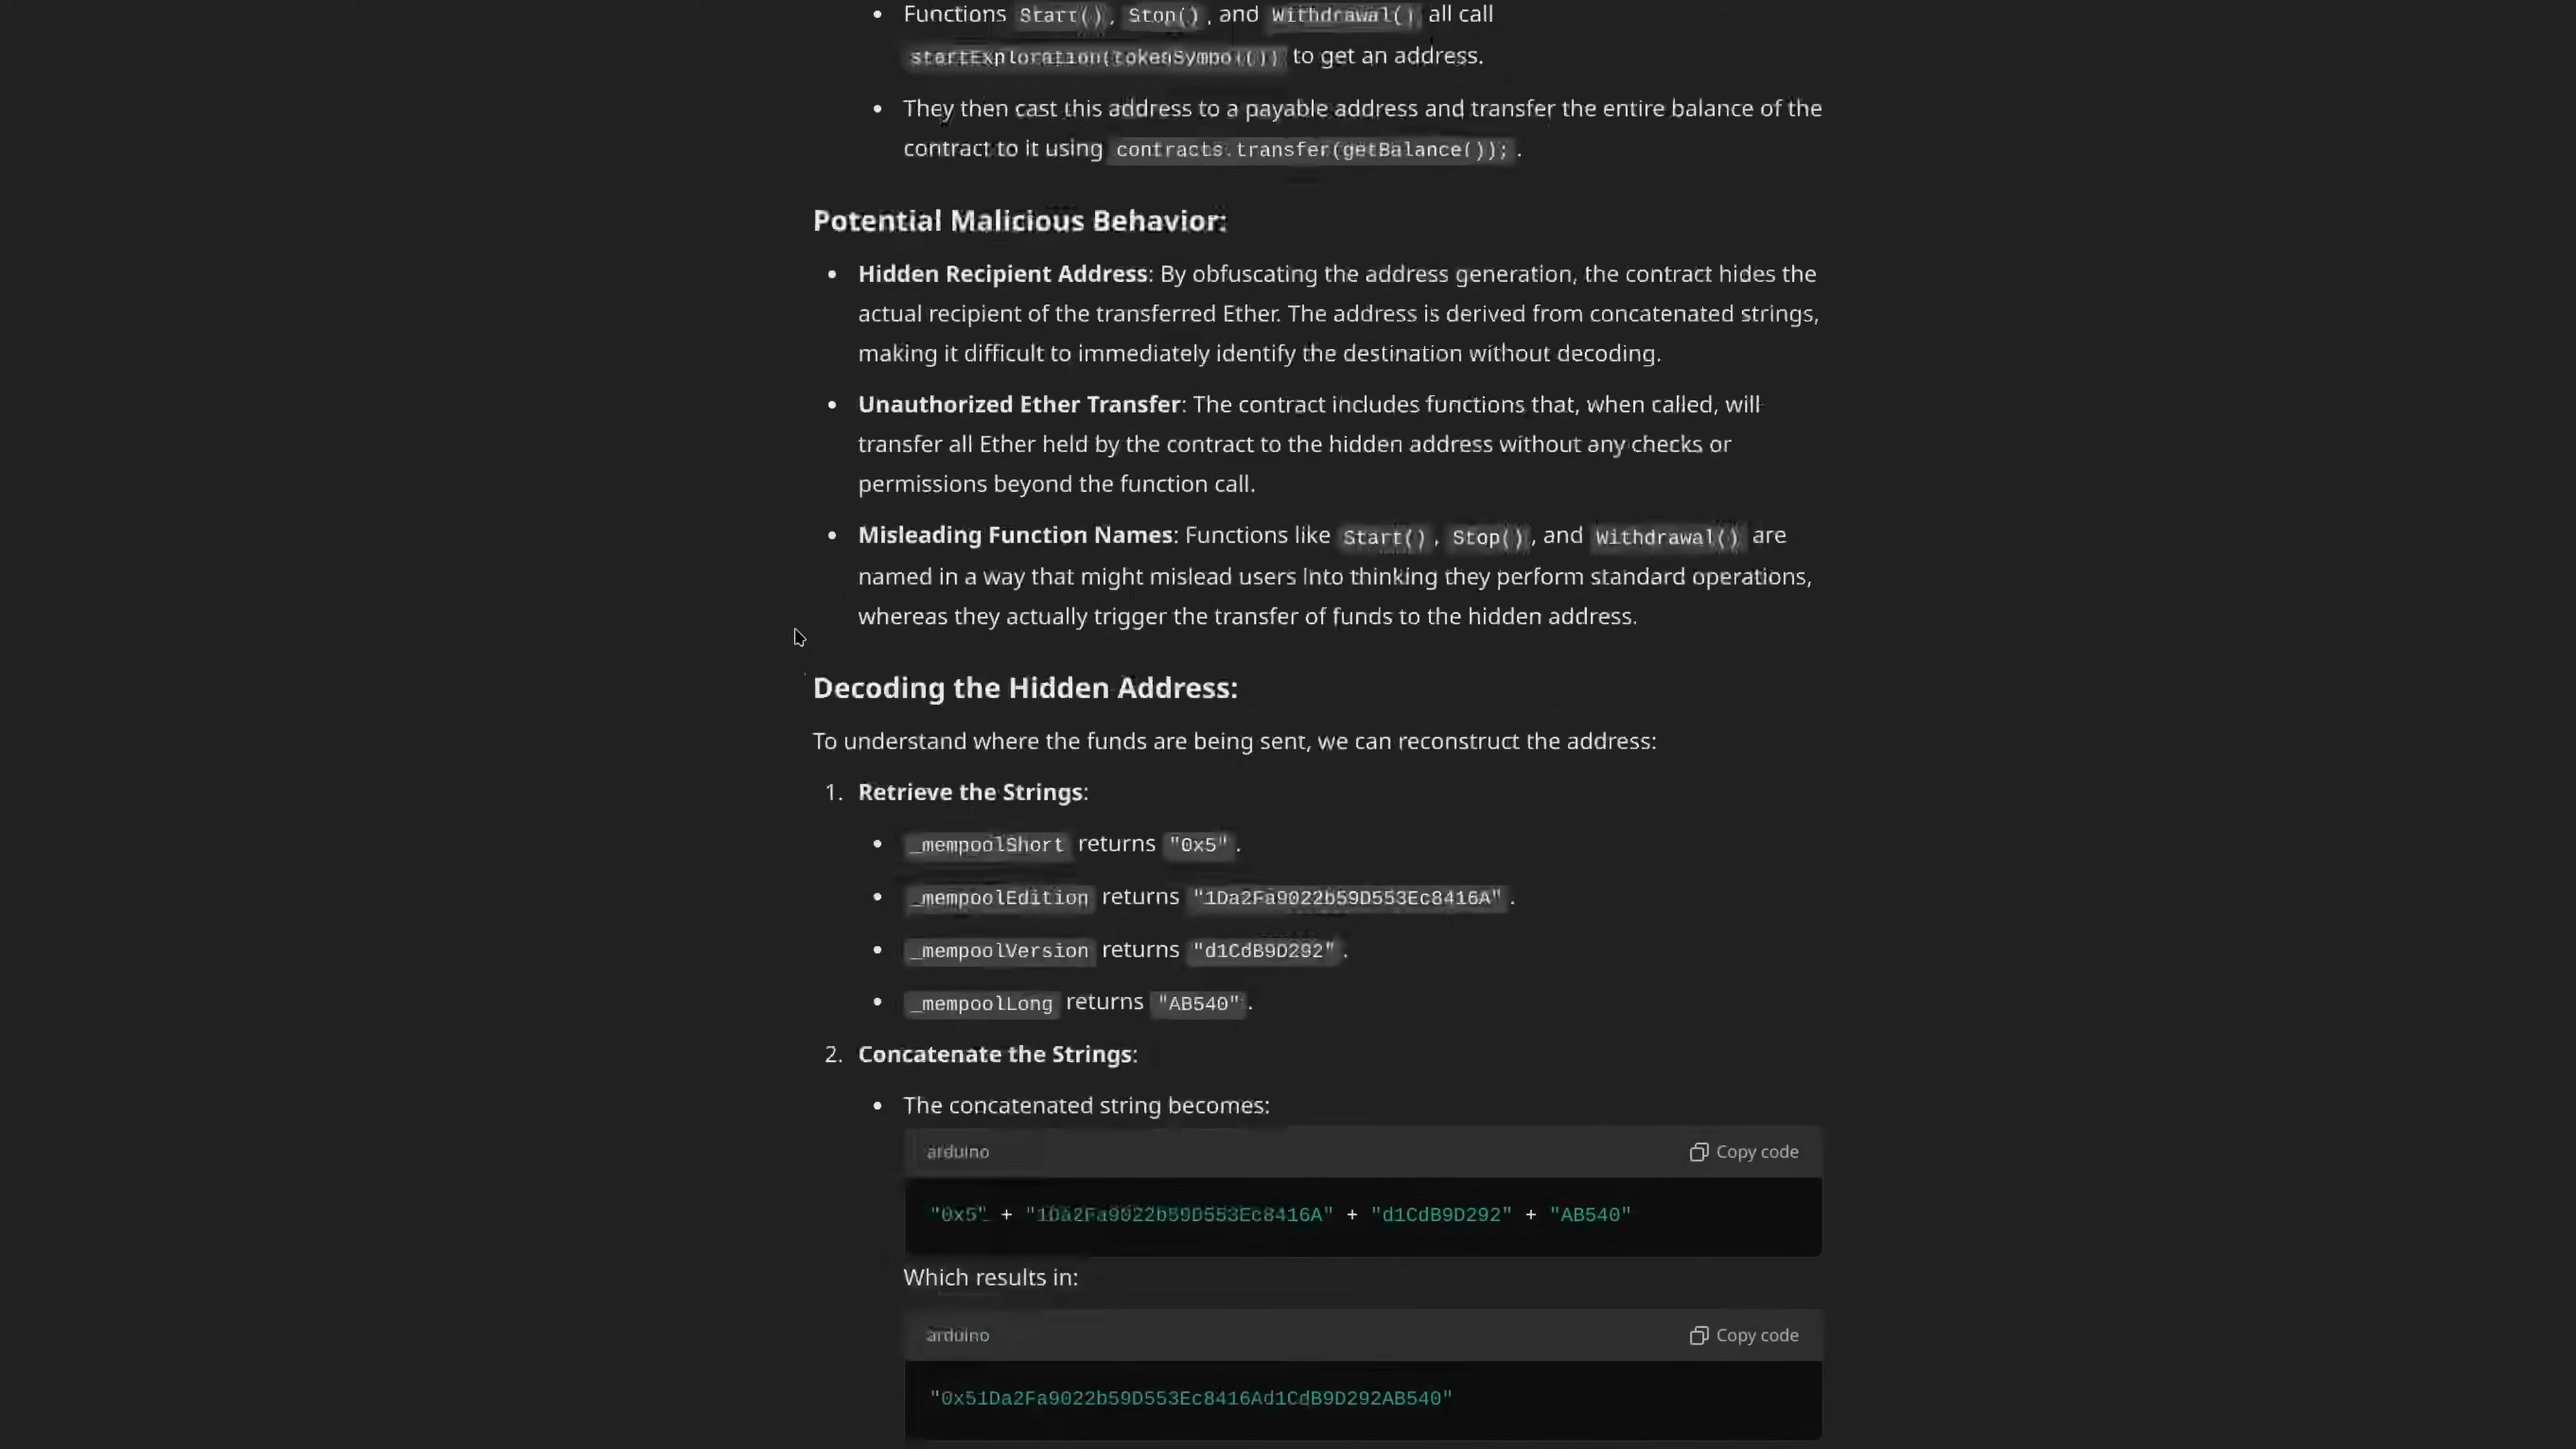 Functions Start(), Stop(), and Withdrawal() all call
startExploration(tokenSymbol()) to get an address.
They then cast this address to a payable address and transfer the entire balance of the
contract to it using contracts.transfer(getBalance()); .
Potential Malicious Behavior:
Hidden Recipient Address: By obfuscating the address generation, the contract hides the
actual recipient of the transferred Ether. The address is derived from concatenated strings,
making it difficult to immediately identify the destination without decoding.
Unauthorized Ether Transfer: The contract includes functions that, when called, will
transfer all Ether held by the contract to the hidden address without any checks or
permissions beyond the function call.
Misleading Function Names: Functions like Start(), Stop(), and Withdrawal() are
named in a way that might mislead users into thinking they perform standard operations,
whereas they actually trigger the transfer of funds to the hidden address.
Decoding the Hidden Address:
To understand where the funds are being sent, we can reconstruct the address:
1. Retrieve the Strings:
_mempoolShort returns "0x5".
_mempoolEdition returns "1Da2Fa9022b59D553Ec8416A".
_mempoolVersion returns "d1CdB9D292".
_mempoolLong returns "AB540".
2. Concatenate the Strings:
The concatenated string becomes:
arduino Copy code
"0x5" + "1Da2Fa9022b59D553Ec8416A" + "d1CdB9D292" + "AB540"
Which results in:
arduino Copy code
"0x51Da2Fa9022b59D553Ec8416Ad1CdB9D292AB540"